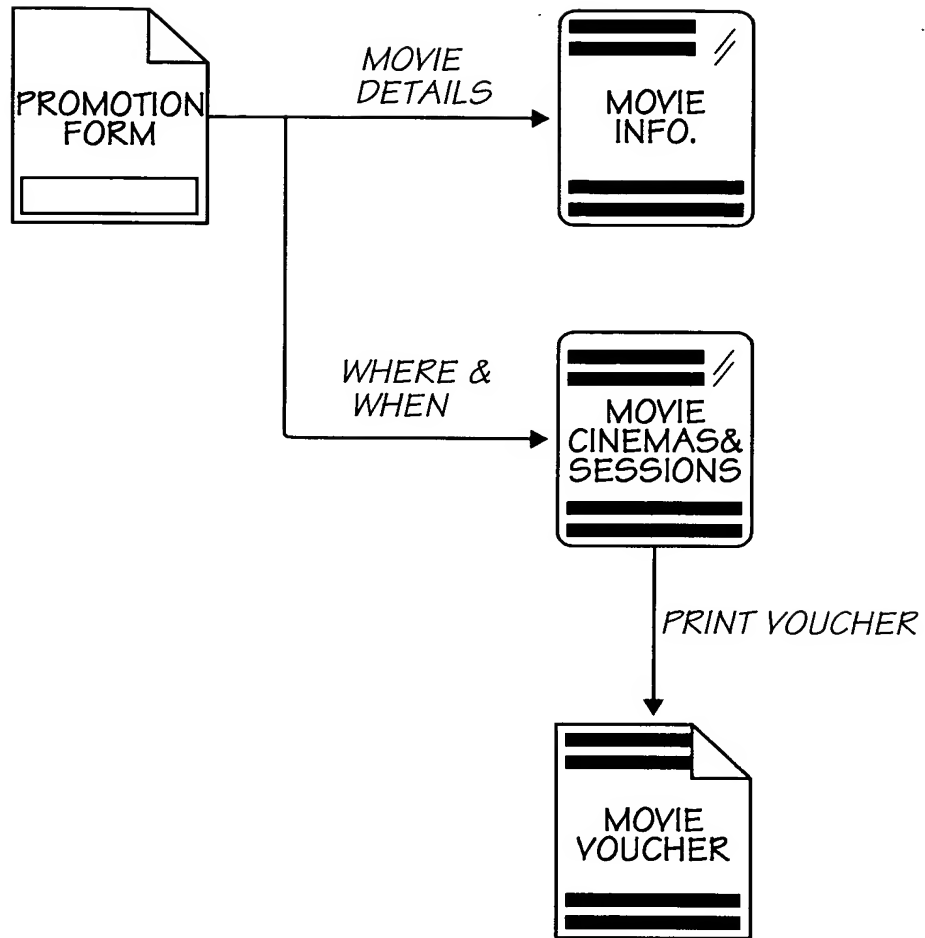 PROMOTION
FORM
MOVIE
DETAILS
MOVIE
INFO.
WHERE &
WHEN
MOVIE
CINEMAS&
SESSIONS
PRINT VOUCHER
MOVIE
VOUCHER